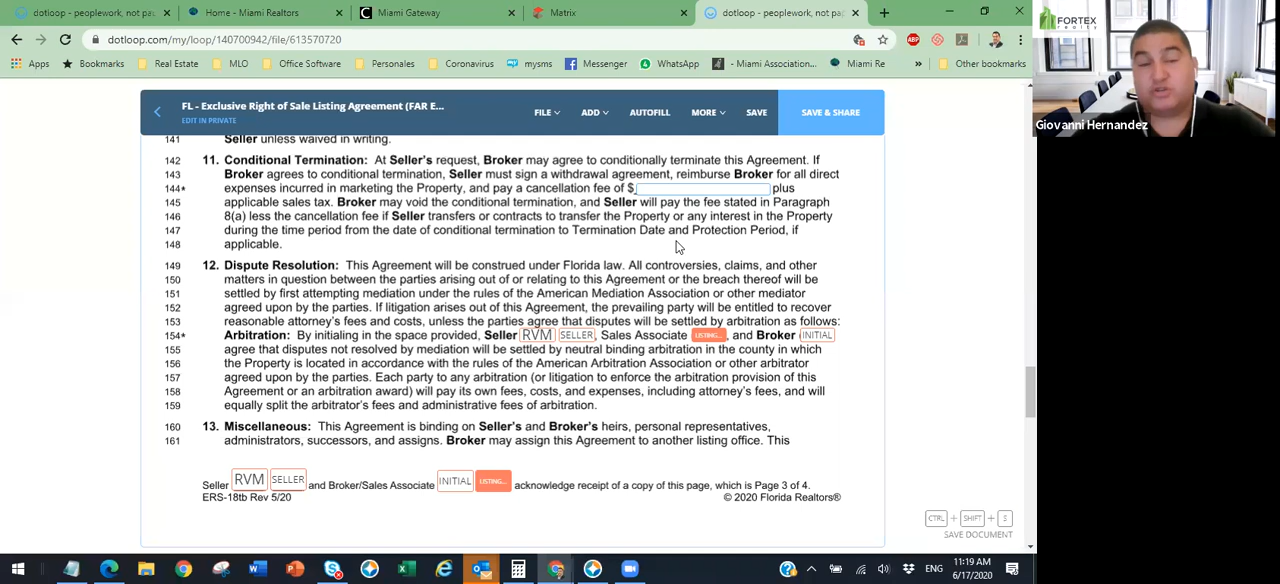 dotloop - peoplework, not pa
Home - Miami Realtors
Miami Gateway
Matrix
dotloop - peoplework, not pap
dotloop.com/my/loop/140700942/file/613570720
ABP
Apps
Bookmarks
Real Estate
MLO
Office Software
Personales
Coronavirus
mysms
Messenger
WhatsApp
- Miami Association...
Miami Re
»
Other bookmarks
FORTEX
realty
Giovanni Hernandez
FL - Exclusive Right of Sale Listing Agreement (FAR E...
EDIT IN PRIVATE
FILE
ADD
AUTOFILL
MORE
SAVE
SAVE & SHARE
141 Seller unless waived in writing.
142 11. Conditional Termination: At Seller's request, Broker may agree to conditionally terminate this Agreement. If
143 Broker agrees to conditional termination, Seller must sign a withdrawal agreement, reimburse Broker for all direct
144* expenses incurred in marketing the Property, and pay a cancellation fee of $ plus
145 applicable sales tax. Broker may void the conditional termination, and Seller will pay the fee stated in Paragraph
146 8(a) less the cancellation fee if Seller transfers or contracts to transfer the Property or any interest in the Property
147 during the time period from the date of conditional termination to Termination Date and Protection Period, if
148 applicable.
149 12. Dispute Resolution: This Agreement will be construed under Florida law. All controversies, claims, and other
150 matters in question between the parties arising out of or relating to this Agreement or the breach thereof will be
151 settled by first attempting mediation under the rules of the American Mediation Association or other mediator
152 agreed upon by the parties. If litigation arises out of this Agreement, the prevailing party will be entitled to recover
153 reasonable attorney's fees and costs, unless the parties agree that disputes will be settled by arbitration as follows:
154* Arbitration: By initialing in the space provided, Seller RVM SELLER, Sales Associate LISTING..., and Broker INITIAL
155 agree that disputes not resolved by mediation will be settled by neutral binding arbitration in the county in which
156 the Property is located in accordance with the rules of the American Arbitration Association or other arbitrator
157 agreed upon by the parties. Each party to any arbitration (or litigation to enforce the arbitration provision of this
158 Agreement or an arbitration award) will pay its own fees, costs, and expenses, including attorney's fees, and will
159 equally split the arbitrator's fees and administrative fees of arbitration.
160 13. Miscellaneous: This Agreement is binding on Seller's and Broker's heirs, personal representatives,
161 administrators, successors, and assigns. Broker may assign this Agreement to another listing office. This
Seller RVM SELLER and Broker/Sales Associate INITIAL LISTING... acknowledge receipt of a copy of this page, which is Page 3 of 4.
ERS-18tb Rev 5/20 © 2020 Florida Realtors®
CTRL + SHIFT + S
SAVE DOCUMENT
ENG
11:19 AM
6/17/2020